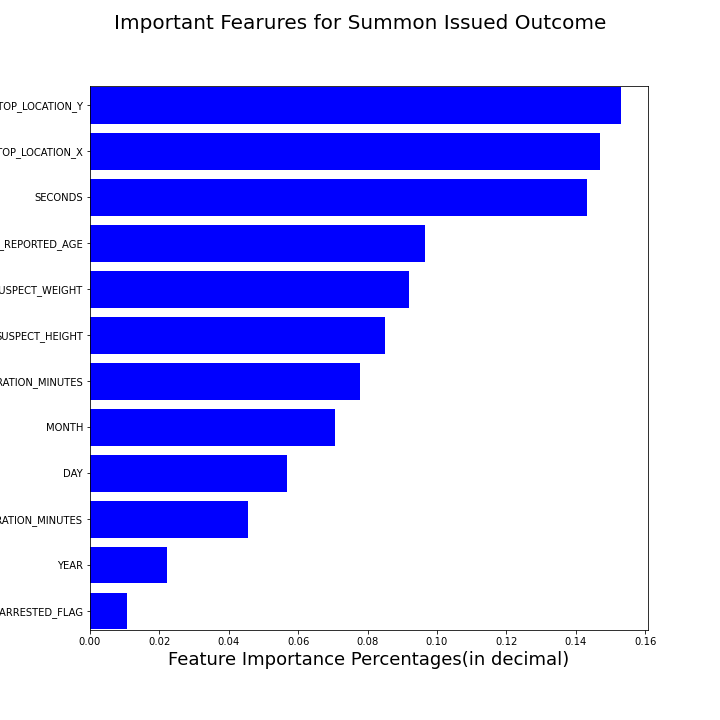 Important Fearures for Summon Issued Outcome
TOP_LOCATION_Y
TOP_LOCATION_X
SECONDS
_REPORTED_AGE
USPECT_WEIGHT
SUSPECT_HEIGHT
RATION_MINUTES
MONTH
DAY
RATION_MINUTES
YEAR
ARRESTED_FLAG
0.00 0.02 0.04 0.06 0.08 0.10 0.12 0.14 0.16
Feature Importance Percentages(in decimal)